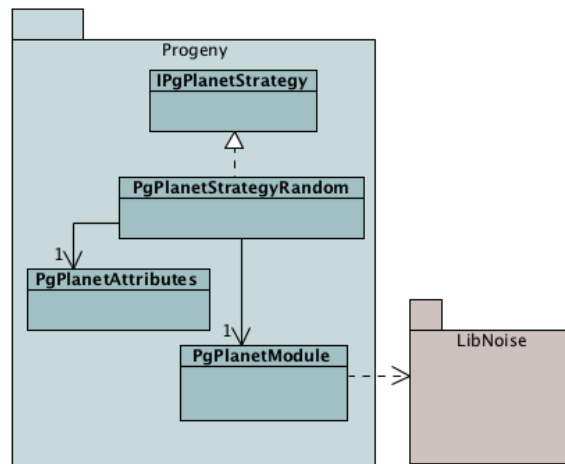 Progeny
IPgPlanetStrategy
PgPlanetStrategyRandom
1
PgPlanetAttributes
1
PgPlanetModule
LibNoise